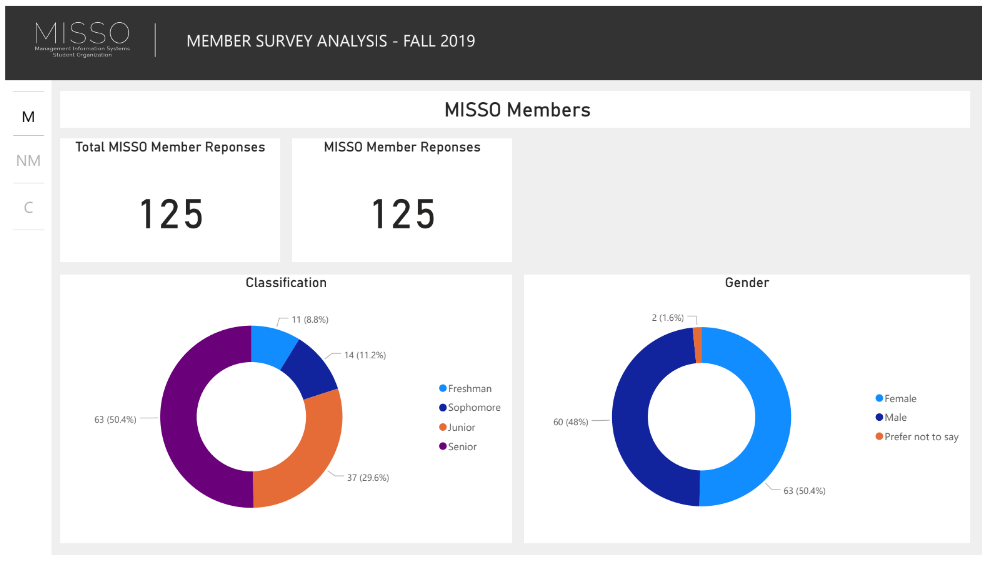 MISSO
Management Information Systems
Student Organization
MEMBER SURVEY ANALYSIS - FALL 2019
M
NM
C
MISSO Members
Total MISSO Member Reponses
125
MISSO Member Reponses
125
Classification
11 (8.8%)
14 (11.2%)
63 (50.4%)
37 (29.6%)
Freshman
Sophomore
Junior
Senior
Gender
2 (1.6%)
60 (48%)
63 (50.4%)
Female
Male
Prefer not to say